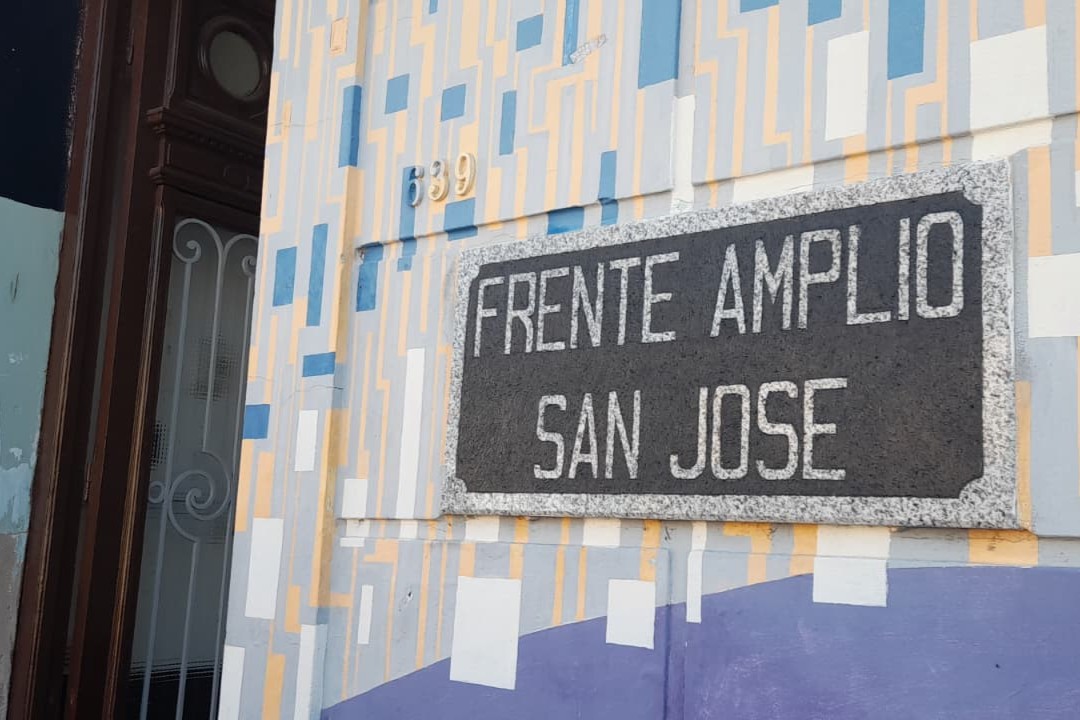 639
FRENTE AMPLIO
SAN JOSE